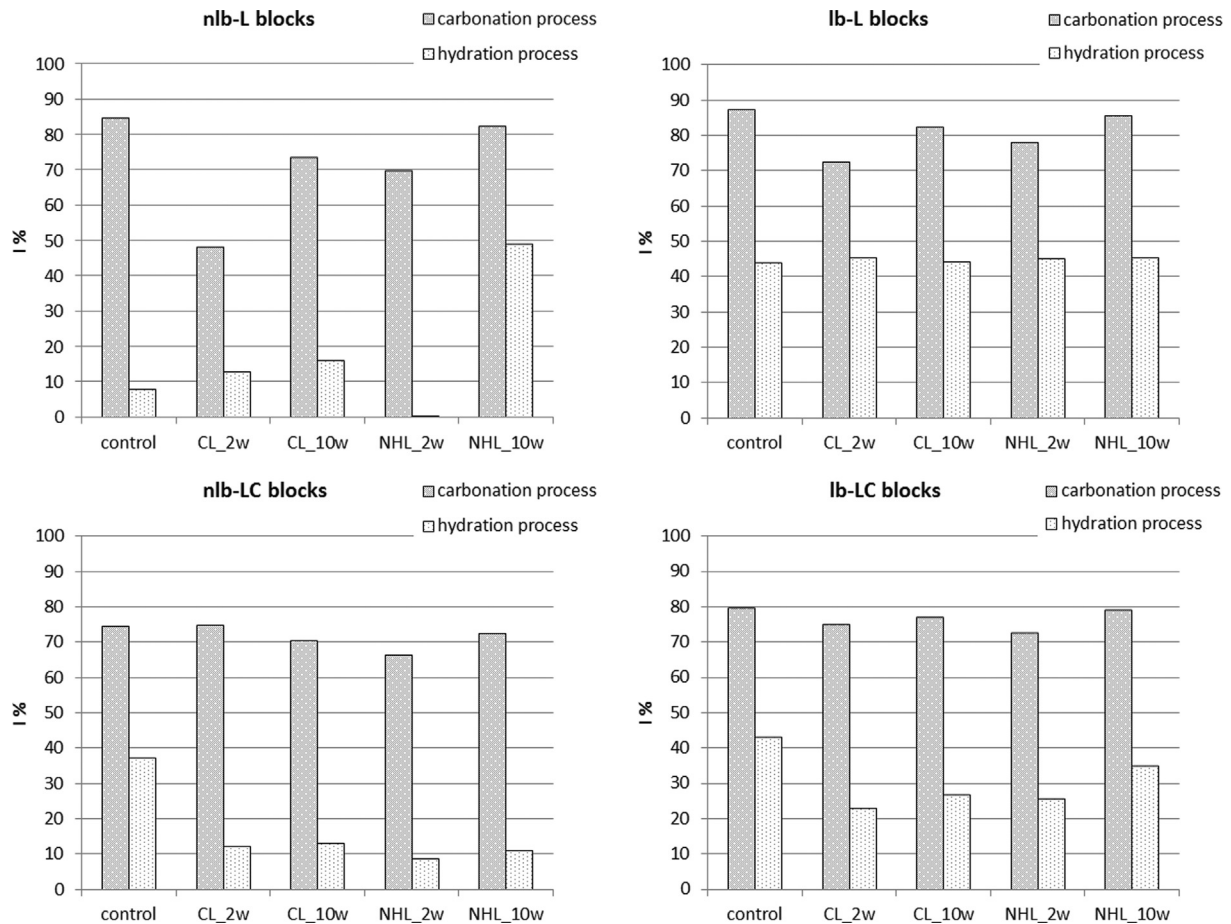 nlb-L blocks
carbonation process
hydration process
100
90
80
70
60
50
40
30
20
10
0
I %
control CL_2w CL_10w NHL_2w NHL_10w
lb-L blocks
carbonation process
hydration process
100
90
80
70
60
50
40
30
20
10
0
I %
control CL_2w CL_10w NHL_2w NHL_10w
nlb-LC blocks
carbonation process
hydration process
100
90
80
70
60
50
40
30
20
10
0
I %
control CL_2w CL_10w NHL_2w NHL_10w
lb-LC blocks
carbonation process
hydration process
100
90
80
70
60
50
40
30
20
10
0
I %
control CL_2w CL_10w NHL_2w NHL_10w